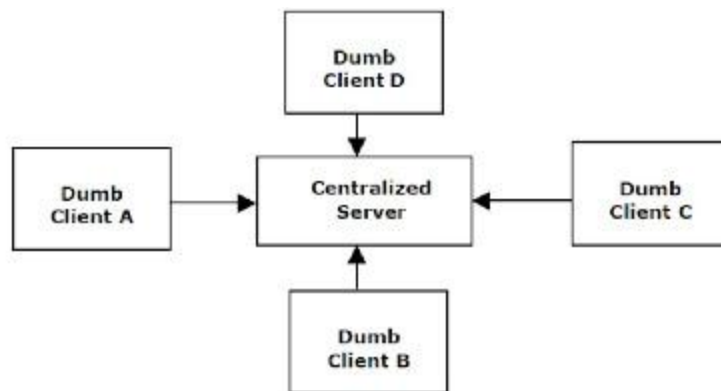 Dumb
Client D
Dumb
Client A
Centralized
Server
Dumb
Client C
Dumb
Client B